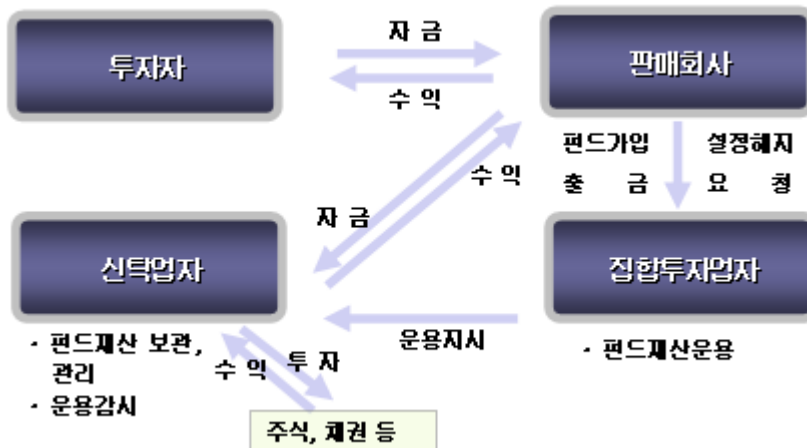 투자자
자 금
수 익
판매회사
펀드가입 설정해지
출 금 요 청
수 익
자 금
신탁업자
집합투자업자
운용지시
· 펀드재산 보관,
관리
· 운용감시
· 펀드재산운용
수 익 투 자
주식, 채권 등